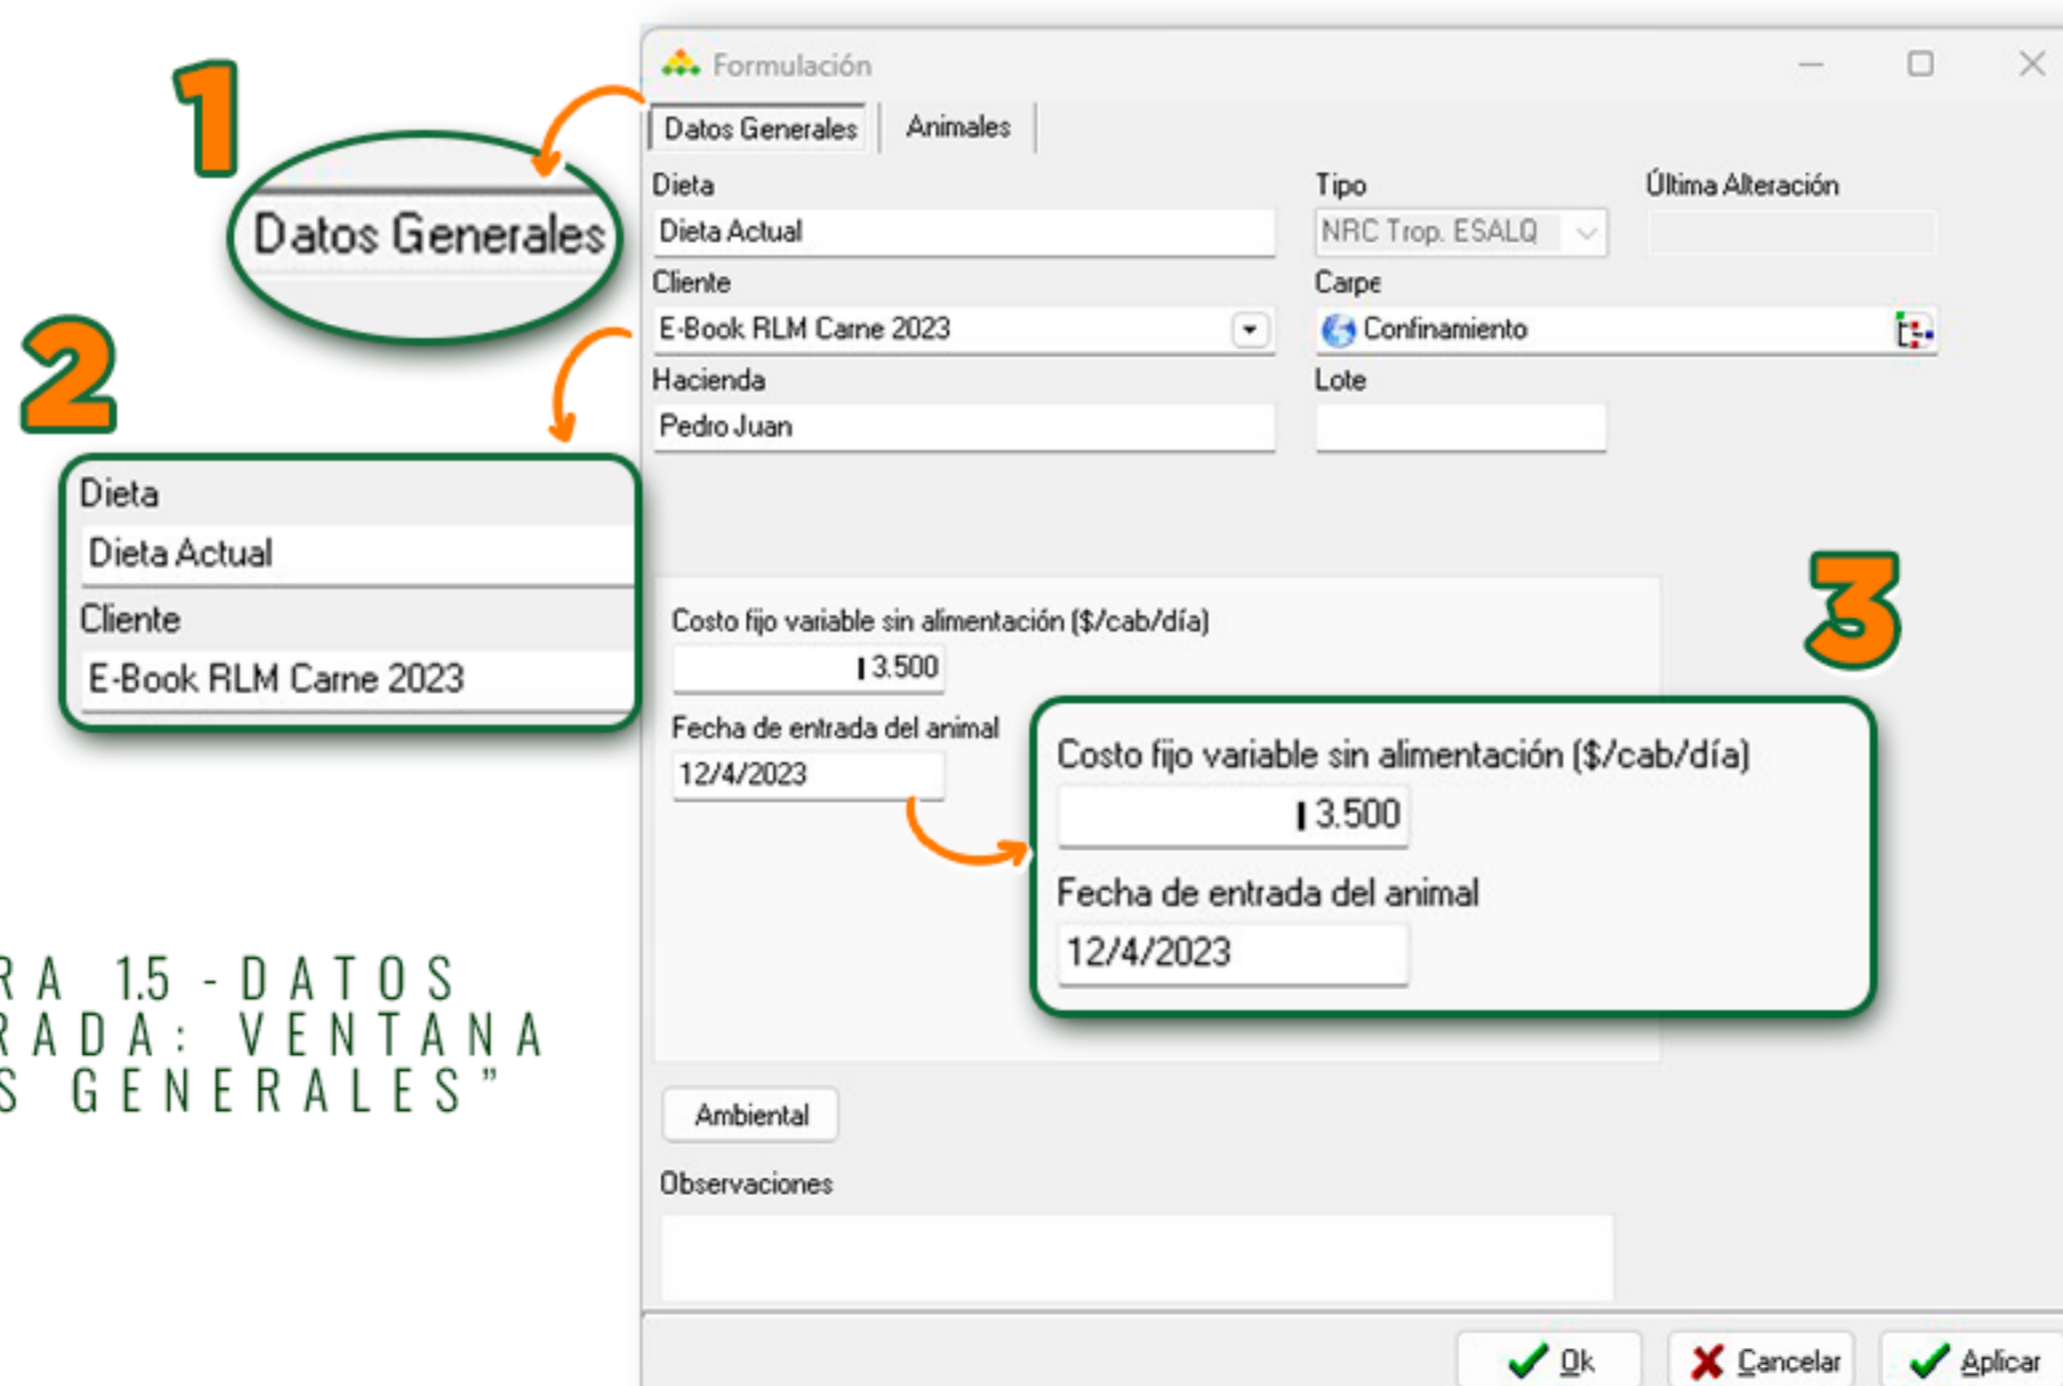 1
Formulación
Datos Generales Animales
Datos Generales
Dieta Tipo Última Alteración
Dieta Actual NRC Trop. ESALQ
Cliente Carpe
E-Book RLM Carne 2023 Confinamiento
Hacienda Lote
Pedro Juan
2
Dieta
Dieta Actual
Cliente
E-Book RLM Carne 2023
Costo fijo variable sin alimentación ($/cab/día)
3.500
Fecha de entrada del animal
12/4/2023
3
Costo fijo variable sin alimentación ($/cab/día)
3.500
Fecha de entrada del animal
12/4/2023
RA 1.5 - DATOS
RADA: VENTANA
S GENERALES”
Ambiental
Observaciones
Ok Cancelar Aplicar